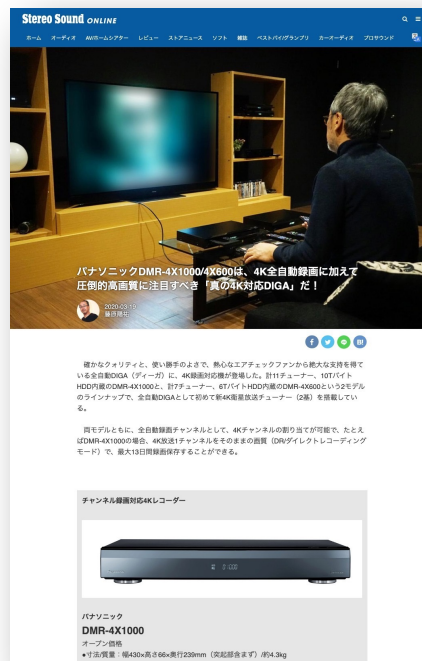 Stereo Sound ONLINE
ホーム オーディオ AV/ホームシアター レビュー ストアニュース ソフト 雑誌 ベストバイ/グランプリ カーオーディオ プロサウンド
パナソニックDMR-4X1000/4X600は、4K全自動録画に加えて
圧倒的高画質に注目すべき「真の4K対応DIGA」だ！
2020-03-19
藤原陽祐
確かなクォリティと、使い勝手のよさで、熱心なエアチェックファンから絶大な支持を得て
いる全自動DIGA（ディーガ）に、4K録画対応機が登場した。計11チューナー、10Tバイト
HDD内蔵のDMR-4X1000と、計7チューナー、6Tバイト HDD内蔵のDMR-4X600という2モデル
のラインナップで、全自動DIGAとして初めて新4K衛星放送チューナー（2基）を搭載してい
る。
両モデルともに、全自動録画チャンネルとして、4Kチャンネルの割り当てが可能で、たとえ
ばDMR-4X1000の場合、4K放送1チャンネルをそのままの画質（DR/ダイレクトレコーディング
モード）で、最大13日間録画保存することができる。
チャンネル録画対応4Kレコーダー
パナソニック
DMR-4X1000
オープン価格
●寸法/質量：幅430×高さ66×奥行239mm（突起部含まず）/約4.3kg